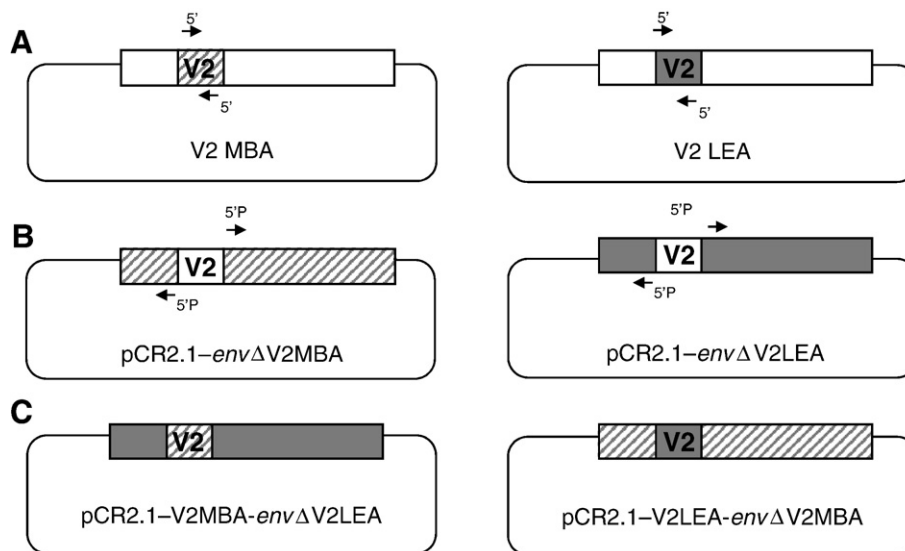 A
5'
V2
5'
V2 MBA
5'
V2
5'
V2 LEA
B
5'P
V2
5'P
pCR2.1–envΔV2MBA
5'P
V2
5'P
pCR2.1–envΔV2LEA
C
V2
pCR2.1–V2MBA-envΔV2LEA
V2
pCR2.1–V2LEA-envΔV2MBA